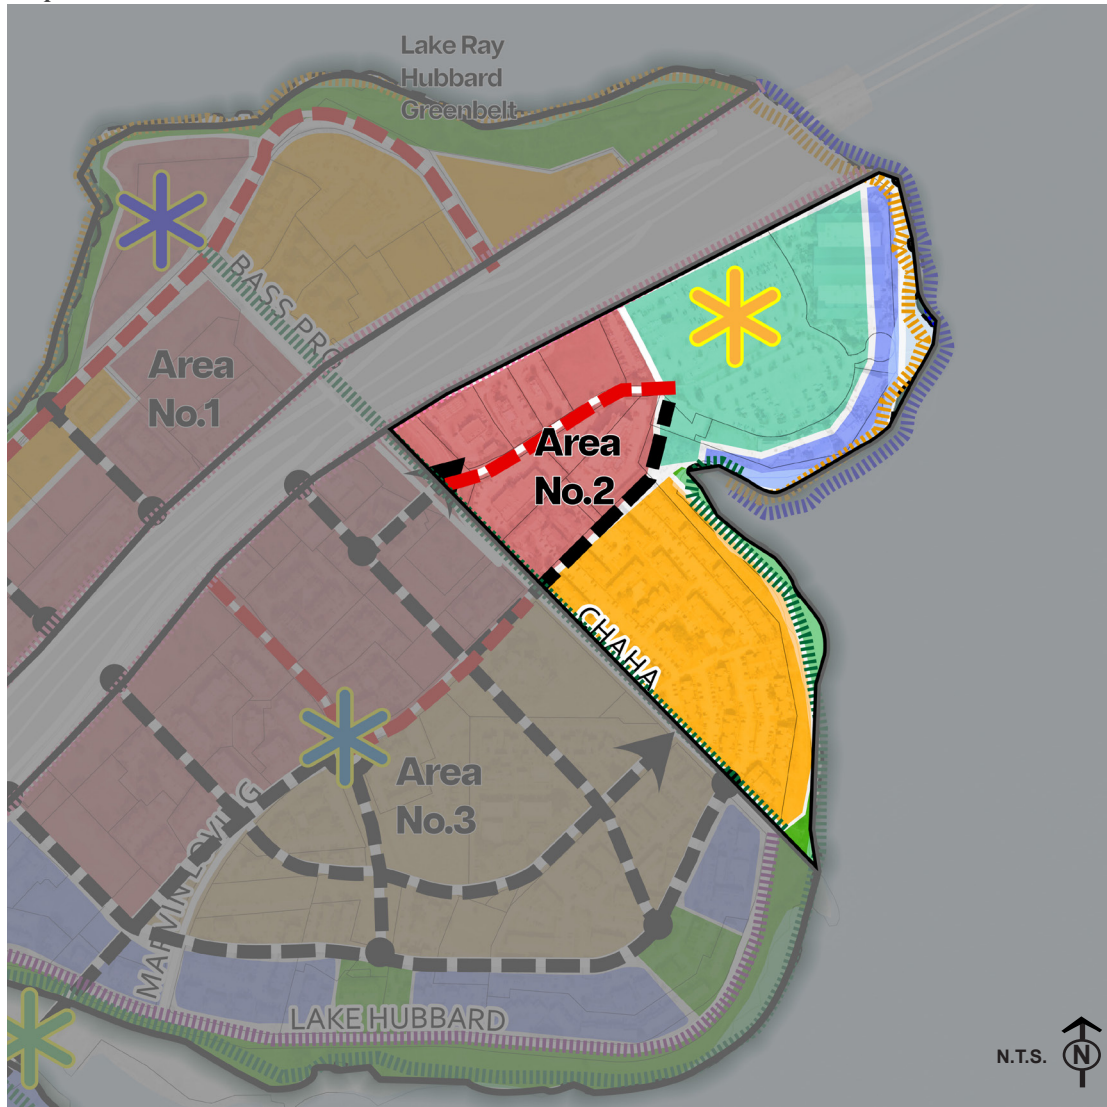 Lake Ray
Hubbard
Greenbelt
BASS PRO
Area
No.1
Area
No.2
CHAHA
Area
No.3
MARVIN LOVING
LAKE HUBBARD
N.T.S.
N